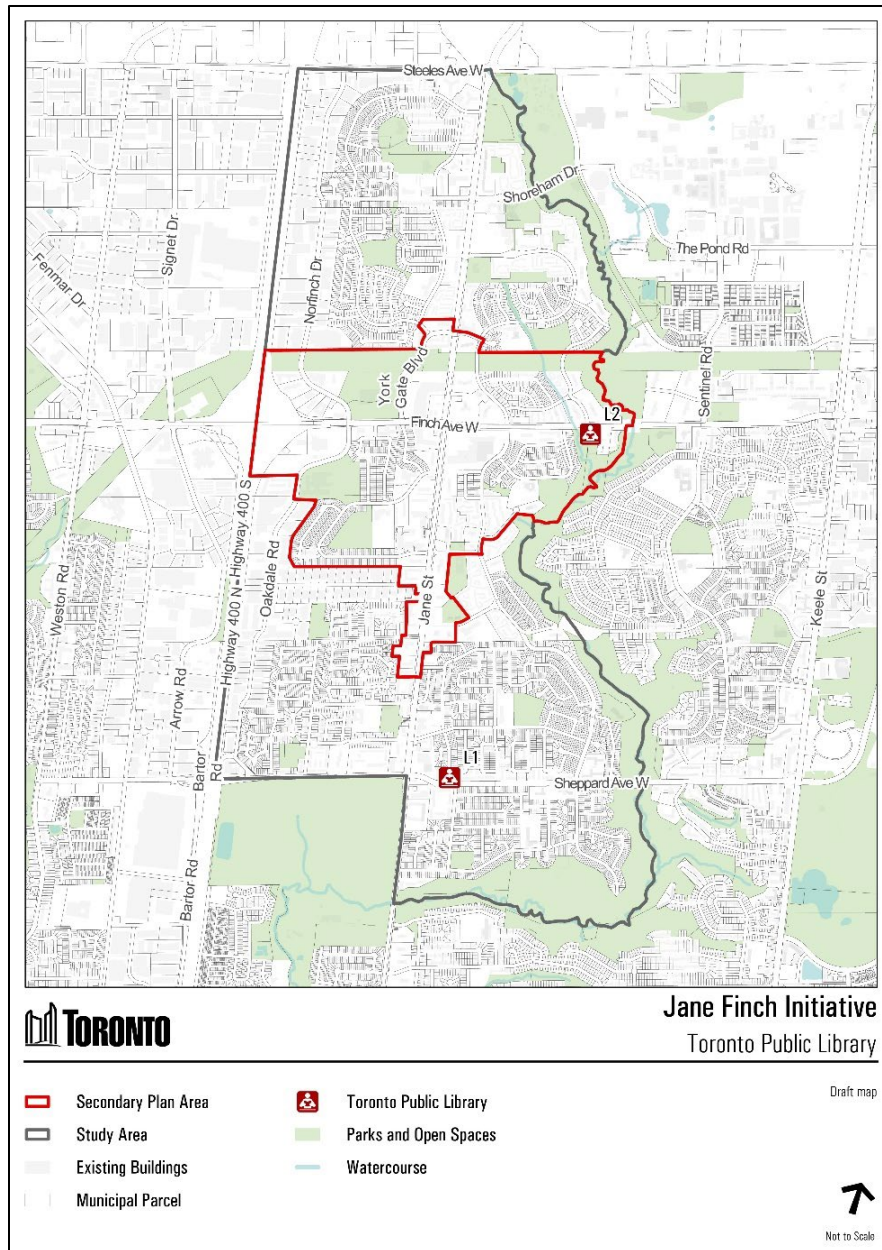 Steeles Ave W
Shoreham Dr
The Pond Rd
Signet Dr.
Fenmar Dr
Norfinch Dr
York
Gate Blvd
Sentinel Rd
L2
Finch Ave W
Highway 400 N - Highway 400 S
Oakdale Rd
Jane St
Weston Rd
Keele St
Arrow Rd
L1
Bartor
Rd
Sheppard Ave W
Bartor Rd
TORONTO
Jane Finch Initiative
Toronto Public Library
Secondary Plan Area
Study Area
Existing Buildings
Municipal Parcel
Toronto Public Library
Parks and Open Spaces
Watercourse
Draft map
Not to Scale